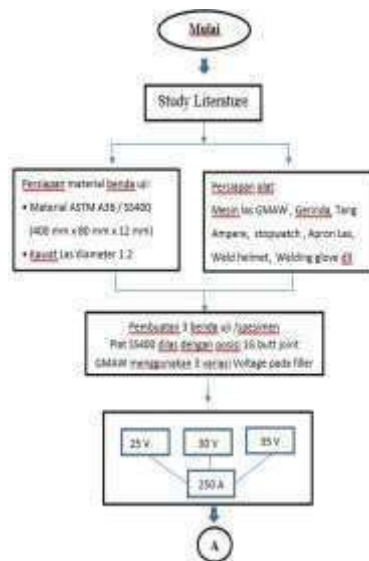 Mulai
Study Literature
Persiapan material benda uji:
• Material ASTM A36 / SS400
(400 mm x 80 mm x 12 mm)
• Kawat Las diameter 1.2
Persiapan alat
Mesin las GMAW , Gerinda, Tang
Ampere, stopwatch , Apron Las,
Weld helmet, Welding glove dll
Pembuatan 3 benda uji /spesimen
Plat SS400 dilas dengan posisi 1G butt joint
GMAW menggunakan 3 variasi Voltage pada filler
25 V
30 V
35 V
250 A
A